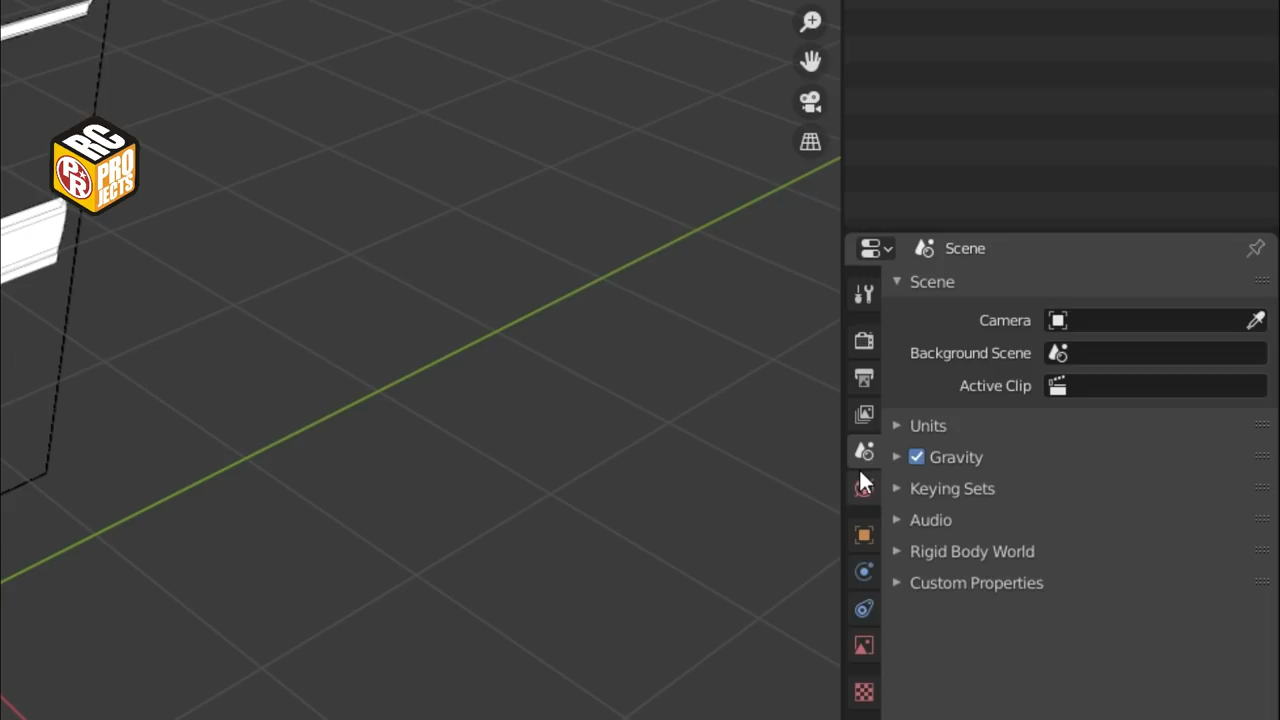 RC
PR
PRO
JECTS
Scene
Scene
Camera
Background Scene
Active Clip
Units
Gravity
Keying Sets
Audio
Rigid Body World
Custom Properties